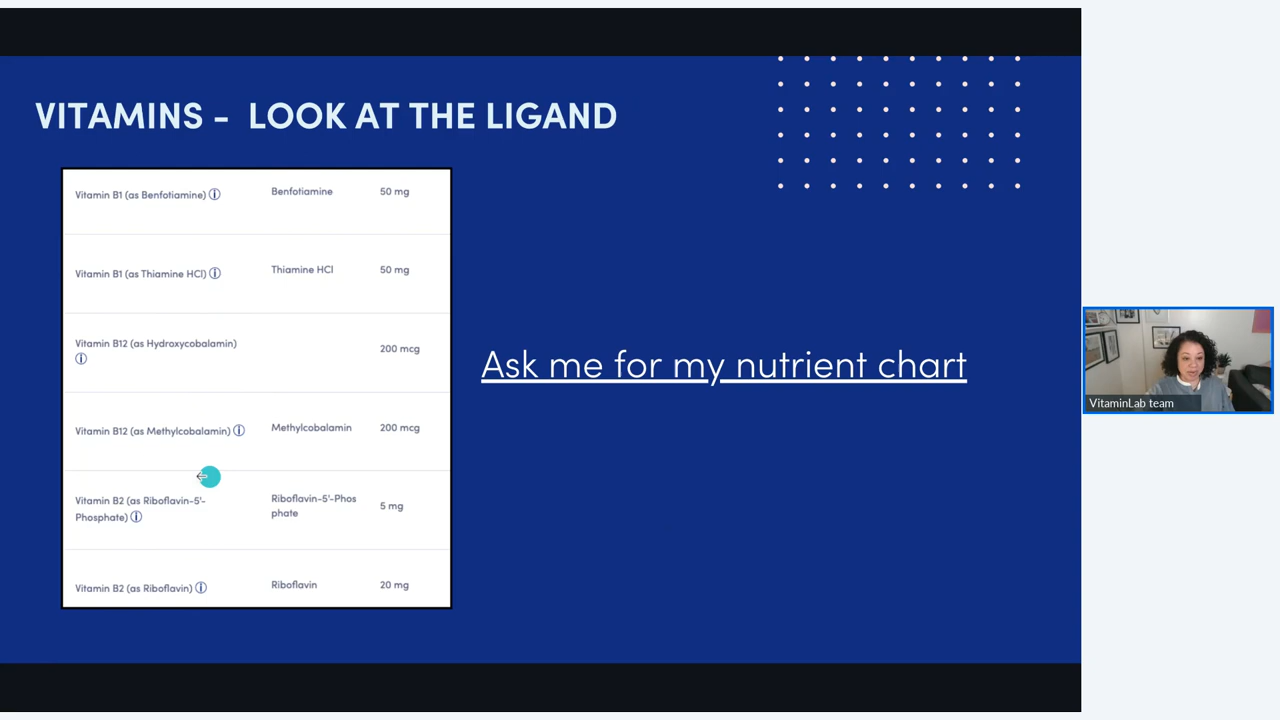 VITAMINS - LOOK AT THE LIGAND
Vitamin B1 (as Benfotiamine) ⓘ Benfotiamine 50 mg
Vitamin B1 (as Thiamine HCl) ⓘ Thiamine HCl 50 mg
Vitamin B12 (as Hydroxycobalamin) 200 mcg
ⓘ
Vitamin B12 (as Methylcobalamin) ⓘ Methylcobalamin 200 mcg
Vitamin B2 (as Riboflavin-5'- Riboflavin-5'-Phos 5 mg
Phosphate) ⓘ phate
Vitamin B2 (as Riboflavin) ⓘ Riboflavin 20 mg
Ask me for my nutrient chart
VitaminLab team